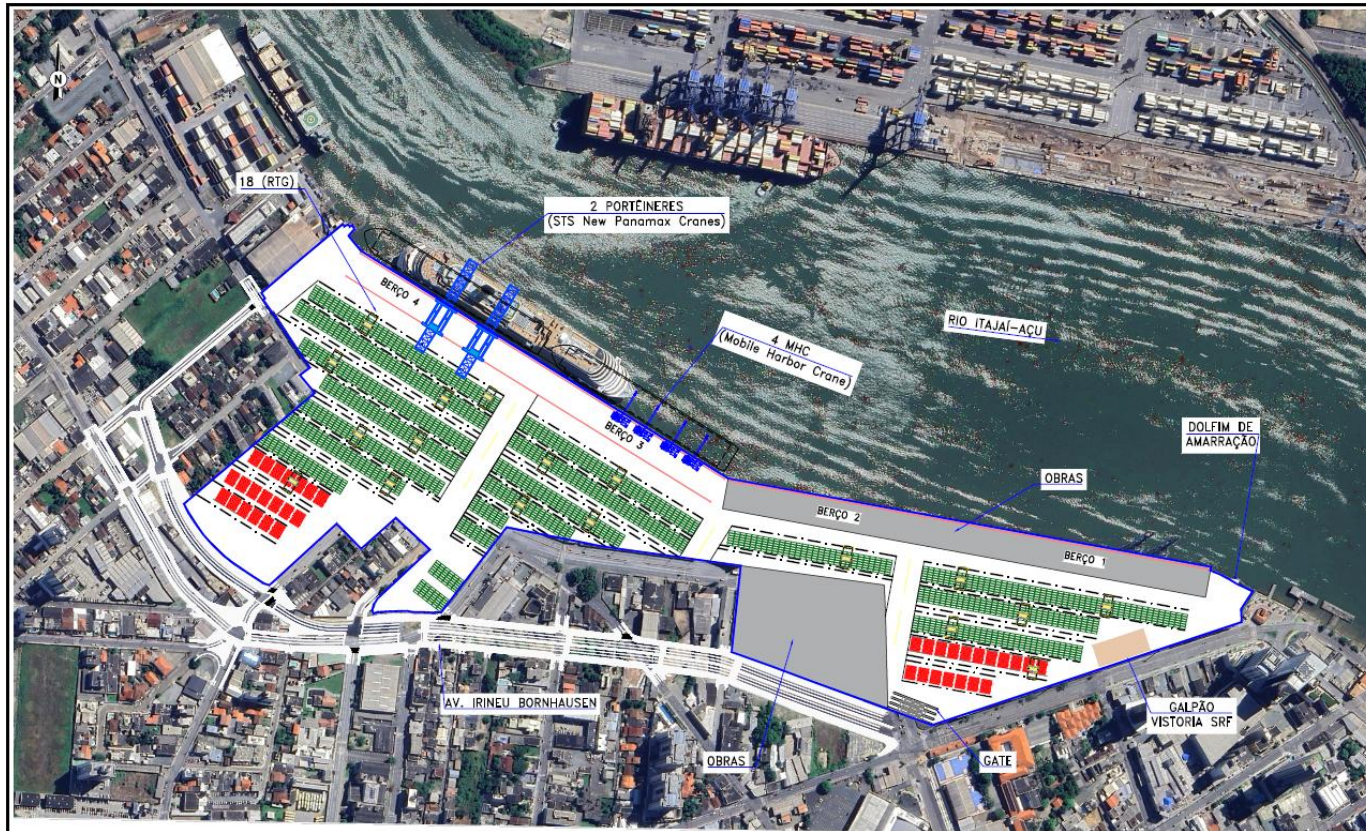 N
18 (RTG)
2 PORTÊINERES
(STS New Panamax Cranes)
BERÇO 4
4 MHC
(Mobile Harbor Crane)
RIO ITAJAÍ-AÇU
BERÇO 3
DOLFIM DE
AMARRAÇÃO
OBRAS
BERÇO 2
BERÇO 1
AV. IRINEU BORNHAUSEN
GALPÃO
VISTORIA SRF
OBRAS
GATE